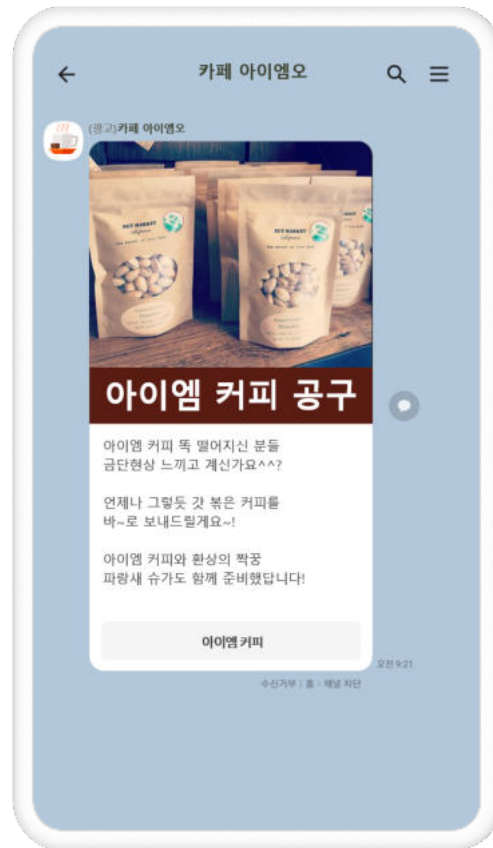 카페 아이엠오
(광고)카페 아이엠오
NUT MARKET
NUT MARKET
아이엠 커피 공구
아이엠 커피 똑 떨어지신 분들
금단현상 느끼고 계신가요^^?
언제나 그렇듯 갓 볶은 커피를
바~로 보내드릴게요~!
아이엠 커피와 환상의 짝꿍
파랑새 슈가도 함께 준비했답니다!
아이엠 커피
오전 9:21
수신거부 | 홈 : 채널 차단